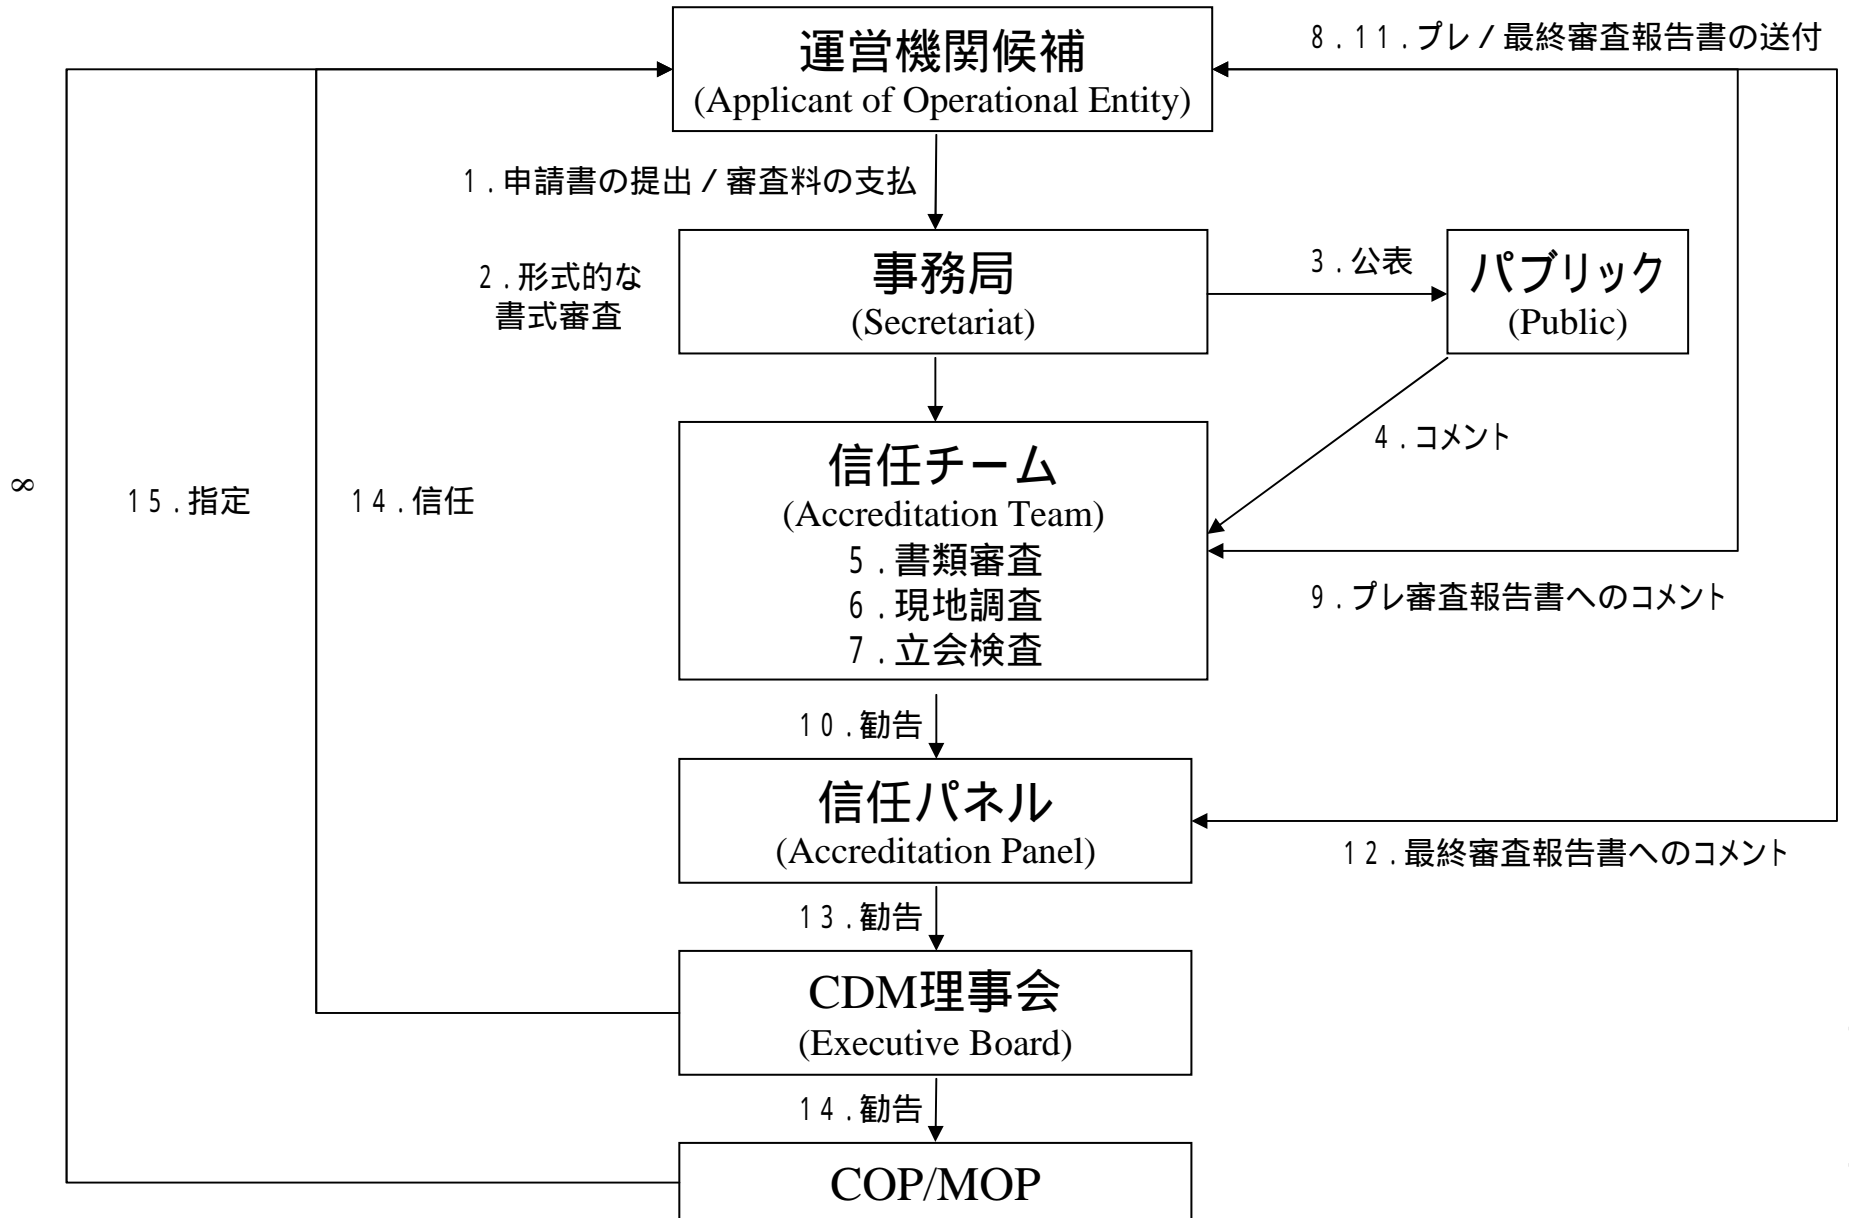 運営機関候補
(Applicant of Operational Entity)
８．１１．プレ／最終審査報告書の送付
１．申請書の提出／審査料の支払
２．形式的な
書式審査
事務局
(Secretariat)
３．公表
パブリック
(Public)
４．コメント
信任チーム
(Accreditation Team)
５．書類審査
６．現地調査
７．立会検査
８
１５．指定
１４．信任
９．プレ審査報告書へのコメント
１０．勧告
信任パネル
(Accreditation Panel)
１２．最終審査報告書へのコメント
１３．勧告
CDM理事会
(Executive Board)
１４．勧告
COP/MOP